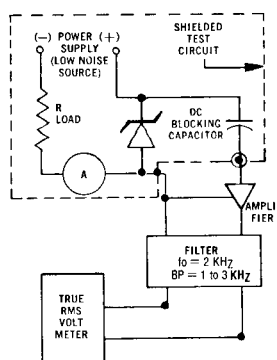 (-) POWER (+)
SUPPLY
(LOW NOISE
SOURCE)
SHIELDED
TEST
CIRCUIT
R
LOAD
DC
BLOCKING
CAPACITOR
A
AMPLI
FIER
FILTER
fo = 2 KHz
BP = 1 to 3 KHz
TRUE
RMS
VOLT
METER